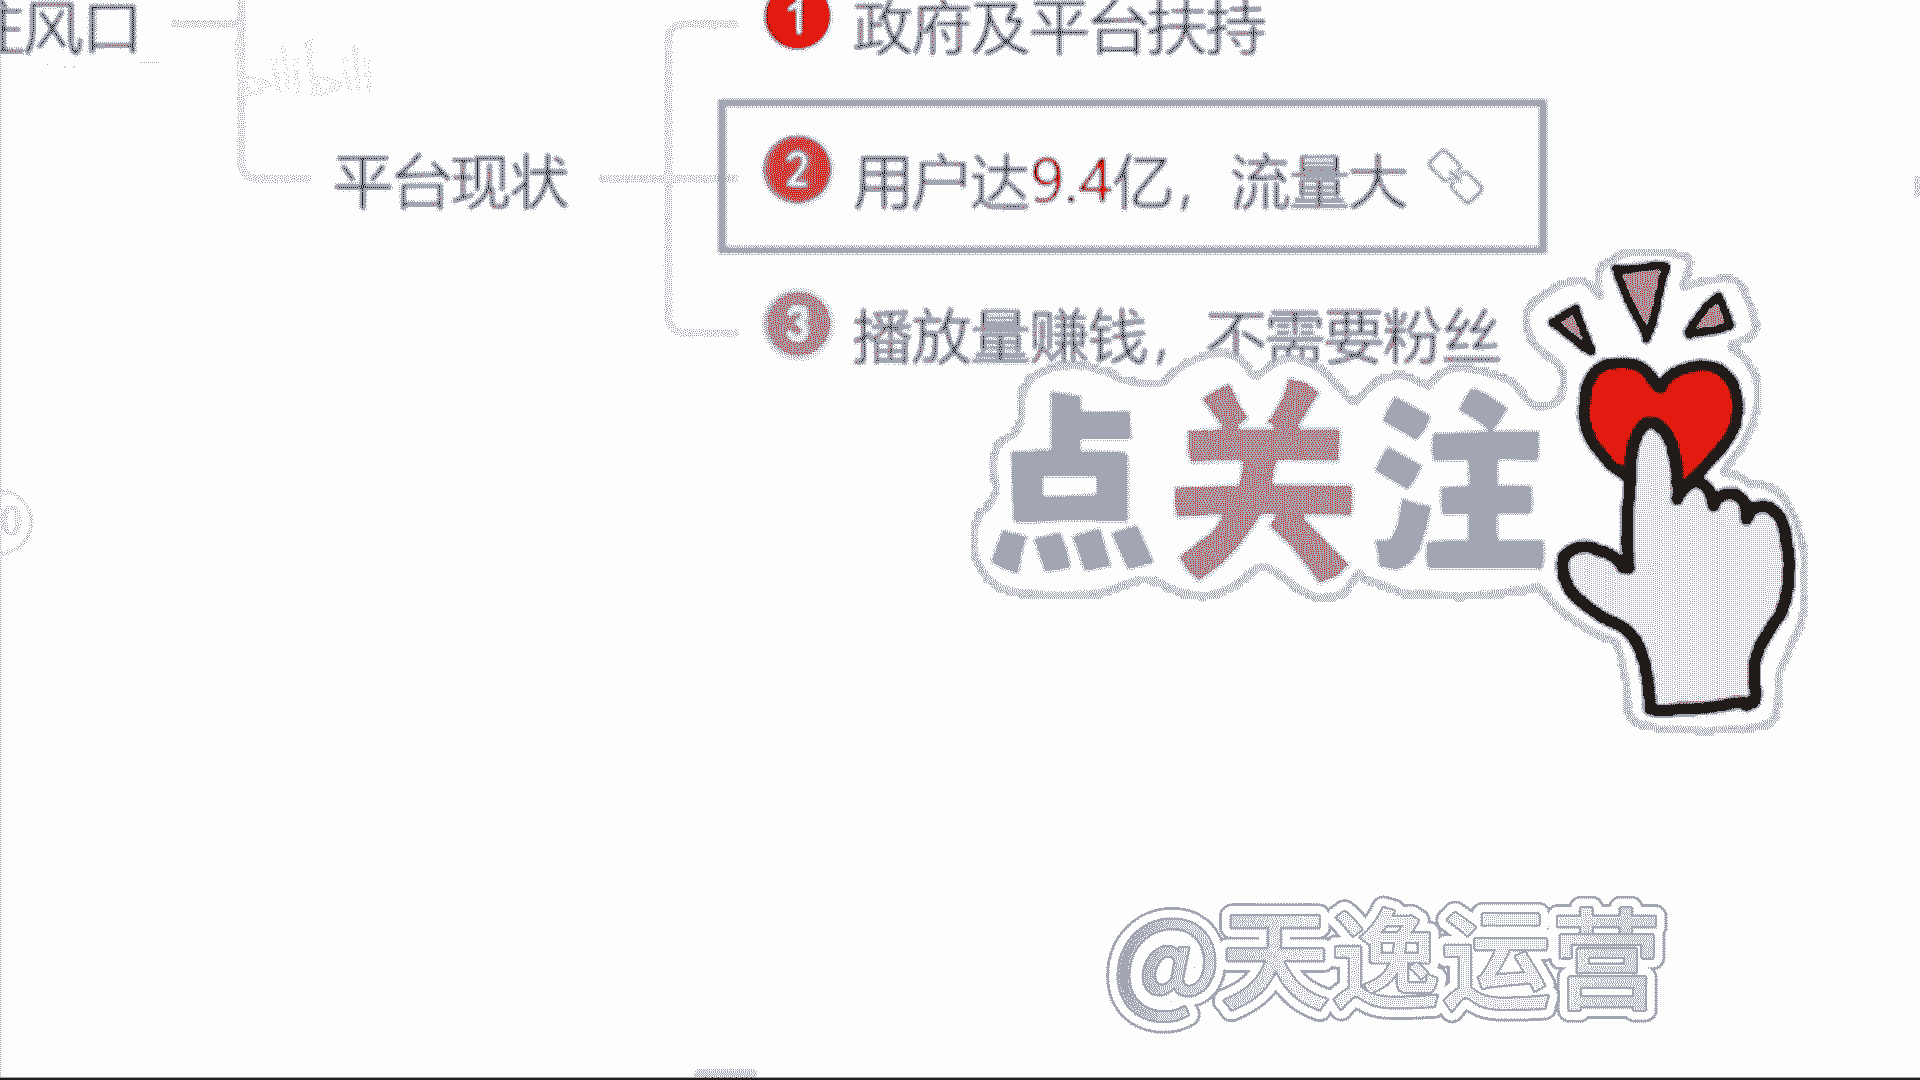 风口
bilibili
平台现状
1 政府及平台扶持
2 用户达9.4亿，流量大
3 播放量赚钱，不需要粉丝
点关注
0
@天逸运营